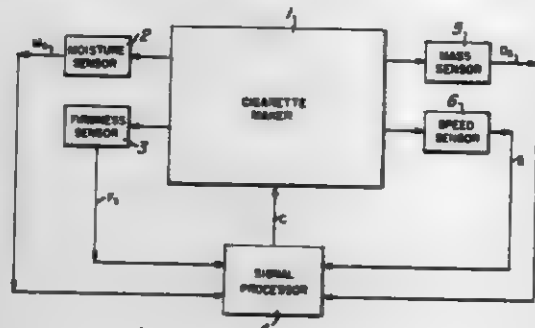 1
2
5
MOISTURE
SENSOR
MASS
SENSOR
CIGARETTE
MAKER
6
FIRMNESS
SENSOR
3
SPEED
SENSOR
S
C
SIGNAL
PROCESSOR